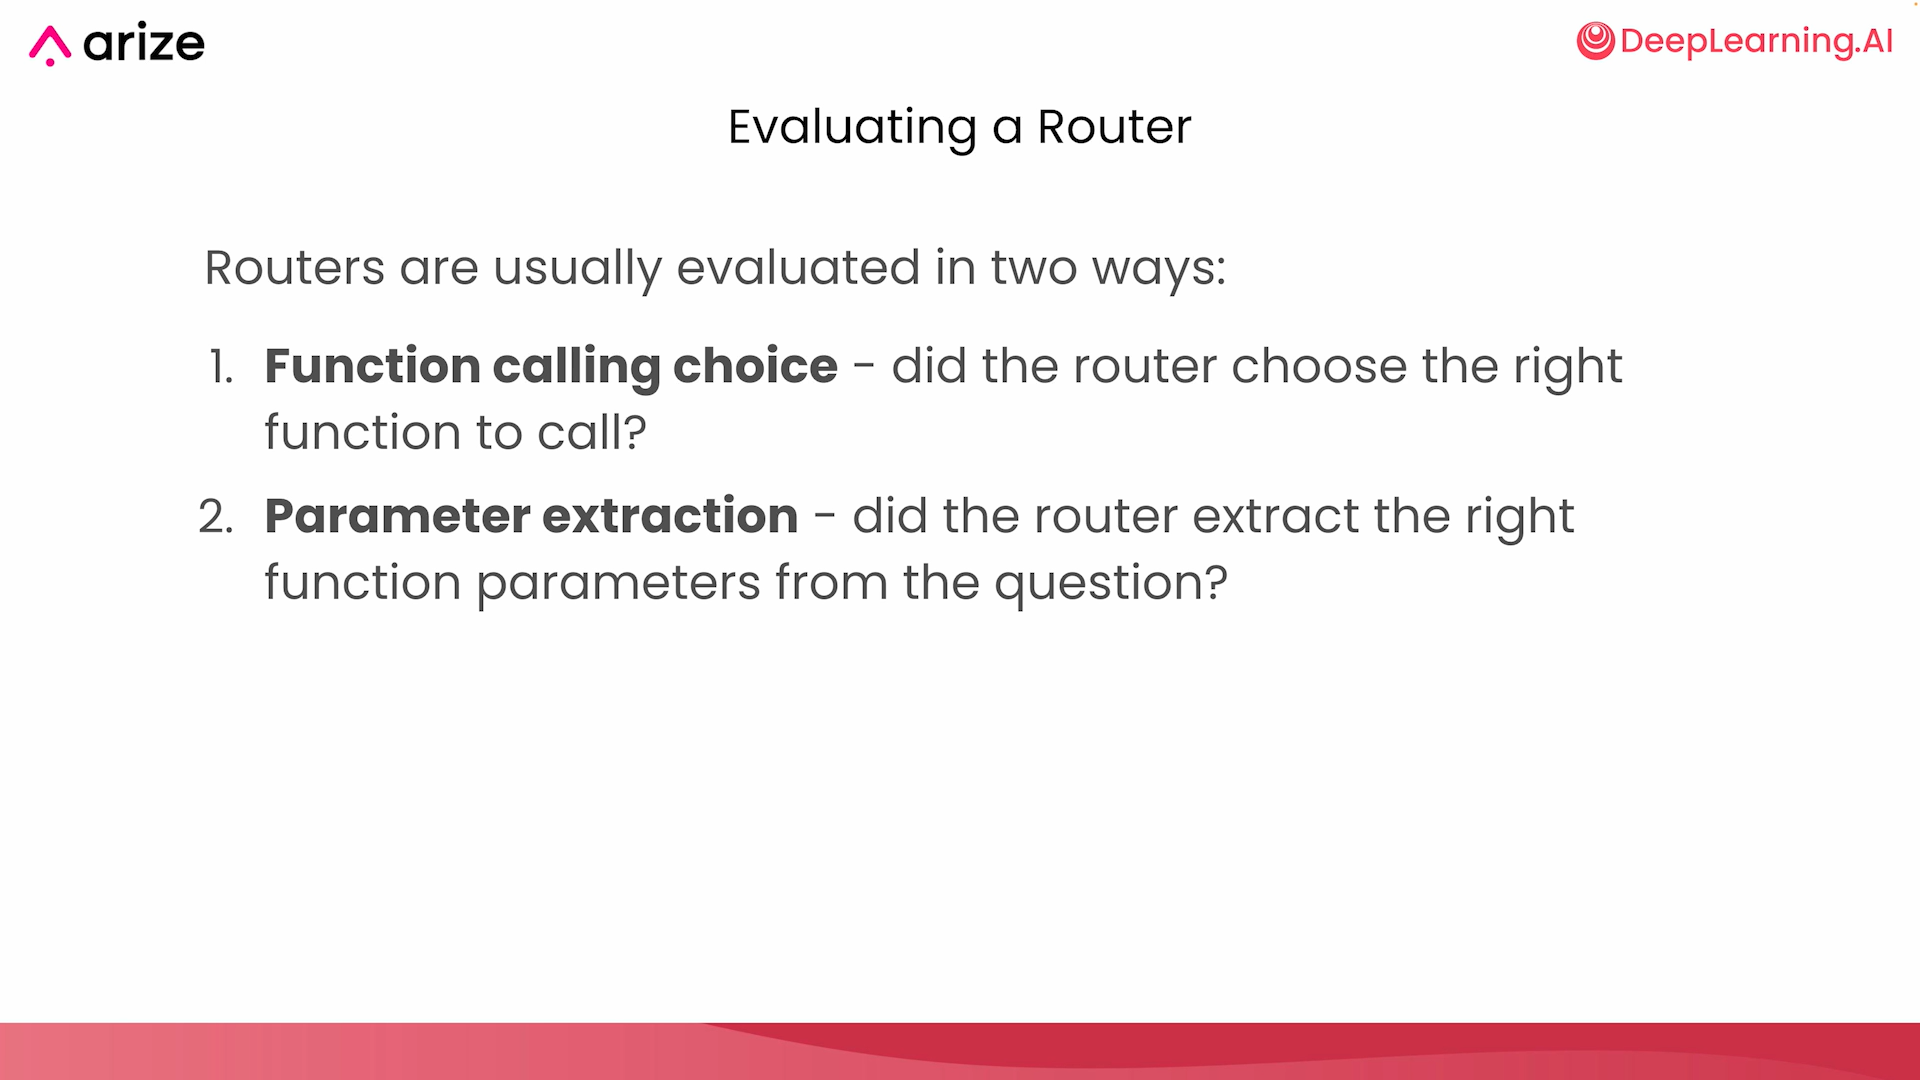 arize
DeepLearning.AI
Evaluating a Router
Routers are usually evaluated in two ways:
1. Function calling choice - did the router choose the right
function to call?
2. Parameter extraction - did the router extract the right
function parameters from the question?